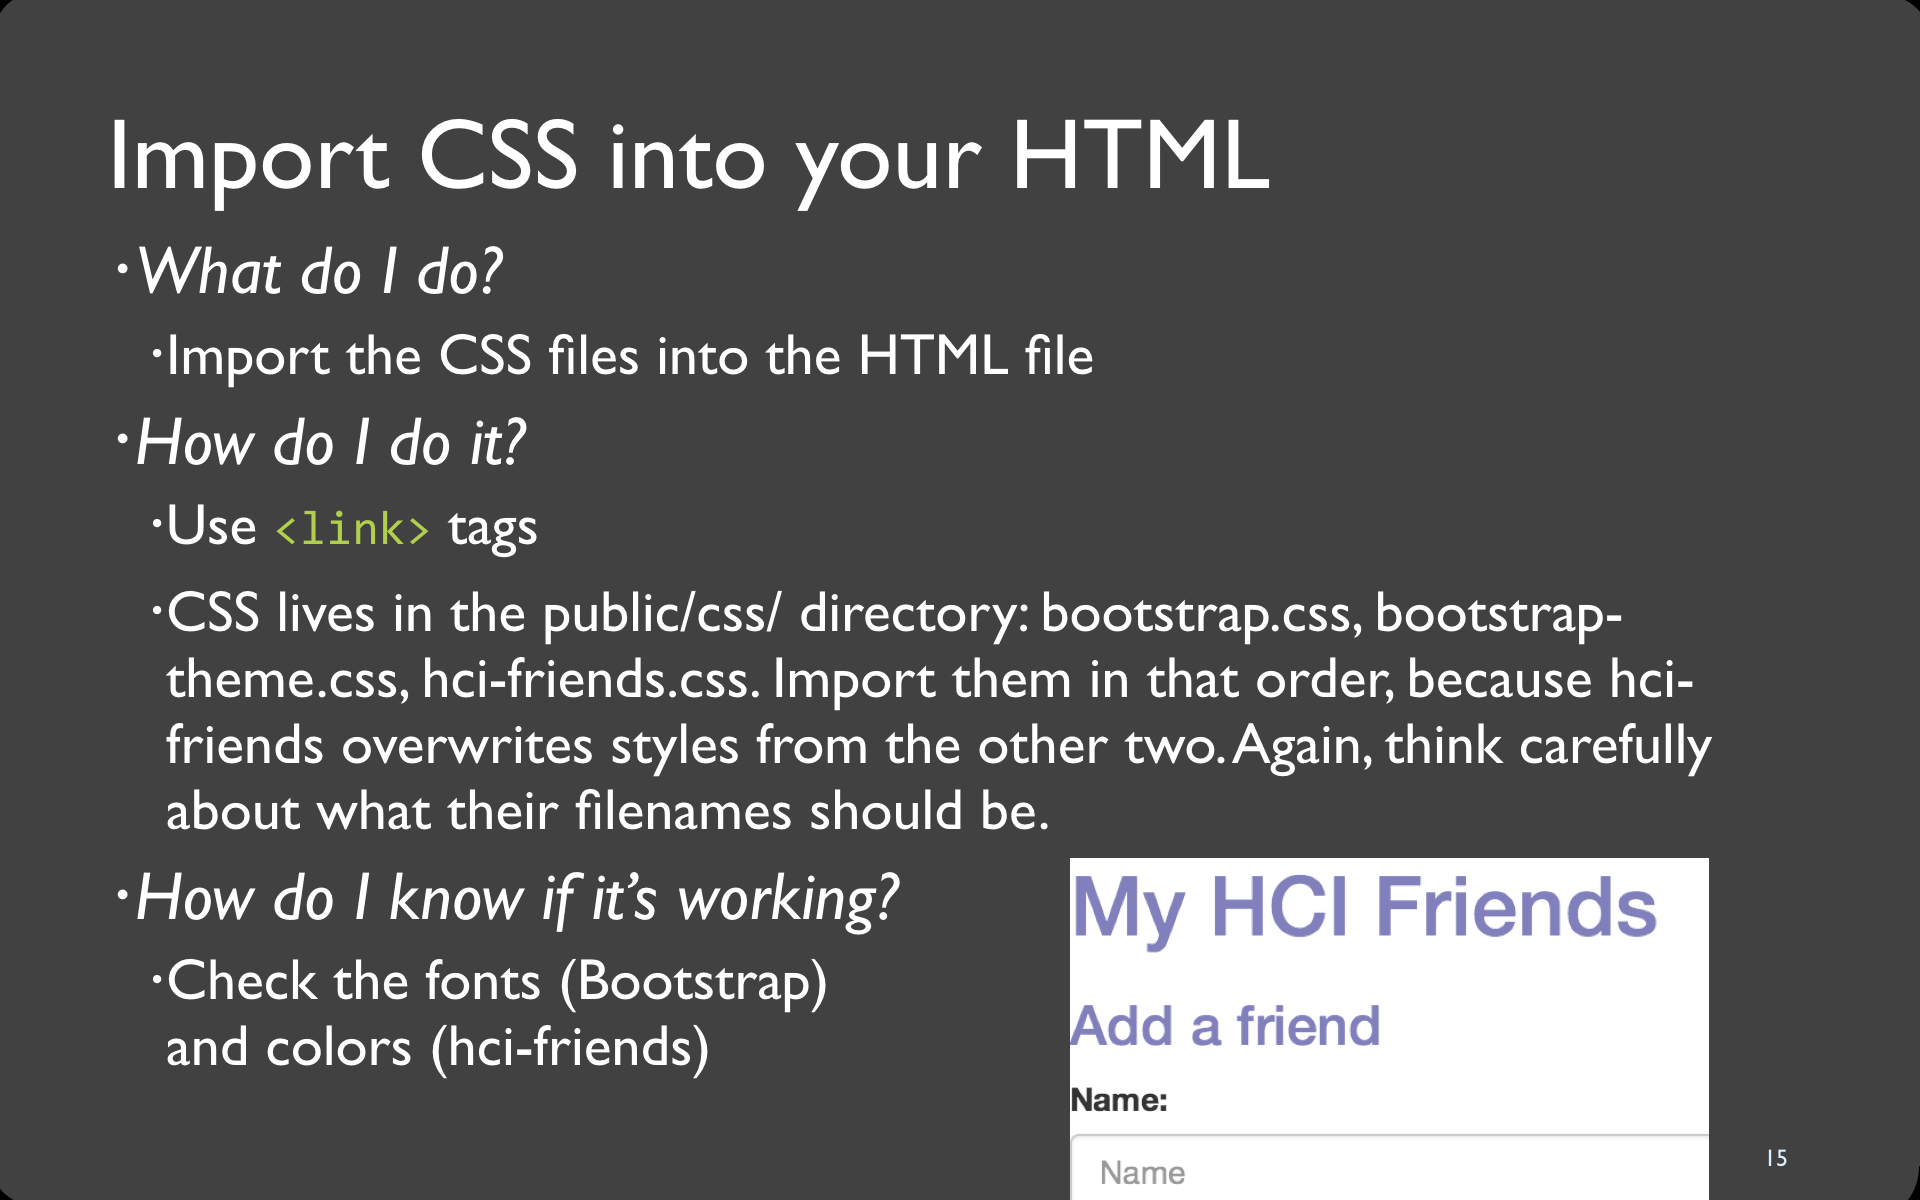 Import CSS into your HTML
•What do I do?
•Import the CSS files into the HTML file
•How do I do it?
•Use <link> tags
•CSS lives in the public/css/ directory: bootstrap.css, bootstrap-
theme.css, hci-friends.css. Import them in that order, because hci-
friends overwrites styles from the other two. Again, think carefully
about what their filenames should be.
•How do I know if it’s working?
•Check the fonts (Bootstrap)
and colors (hci-friends)
My HCI Friends
Add a friend
Name:
Name
15